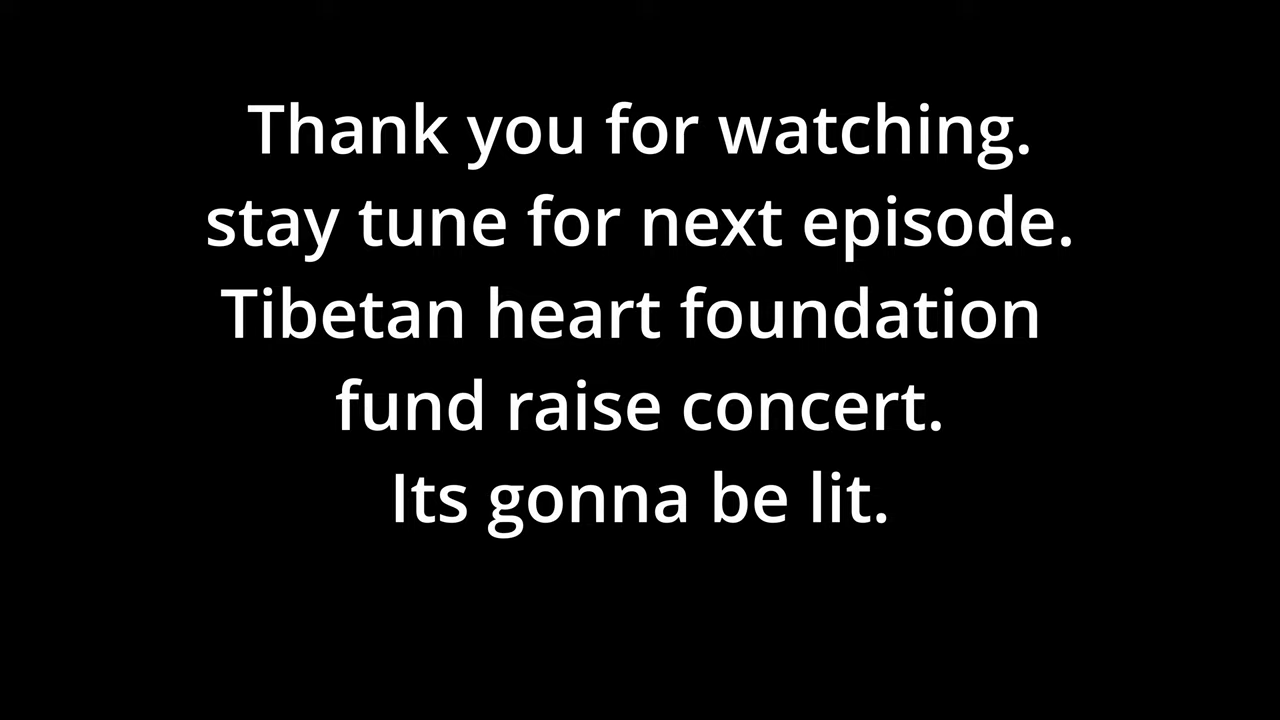 Thank you for watching.
stay tune for next episode.
Tibetan heart foundation
fund raise concert.
Its gonna be lit.